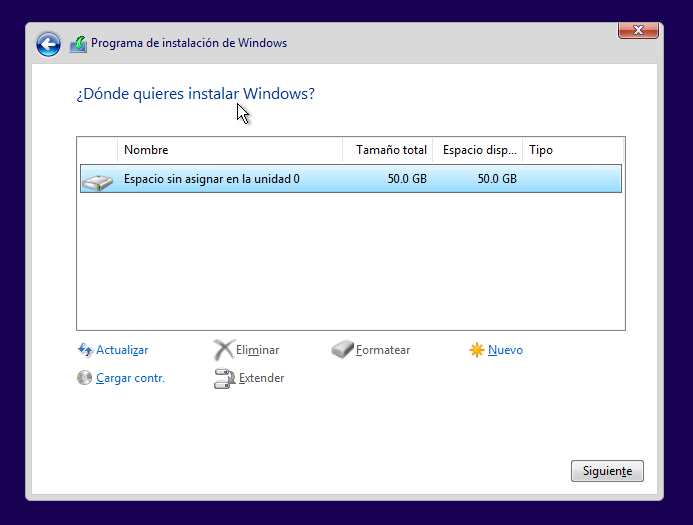 Programa de instalación de Windows
¿Dónde quieres instalar Windows?
Nombre Tamaño total Espacio disp... Tipo
Espacio sin asignar en la unidad 0 50.0 GB 50.0 GB
Actualizar Eliminar Formatear Nuevo
Cargar contr. Extender
Siguiente